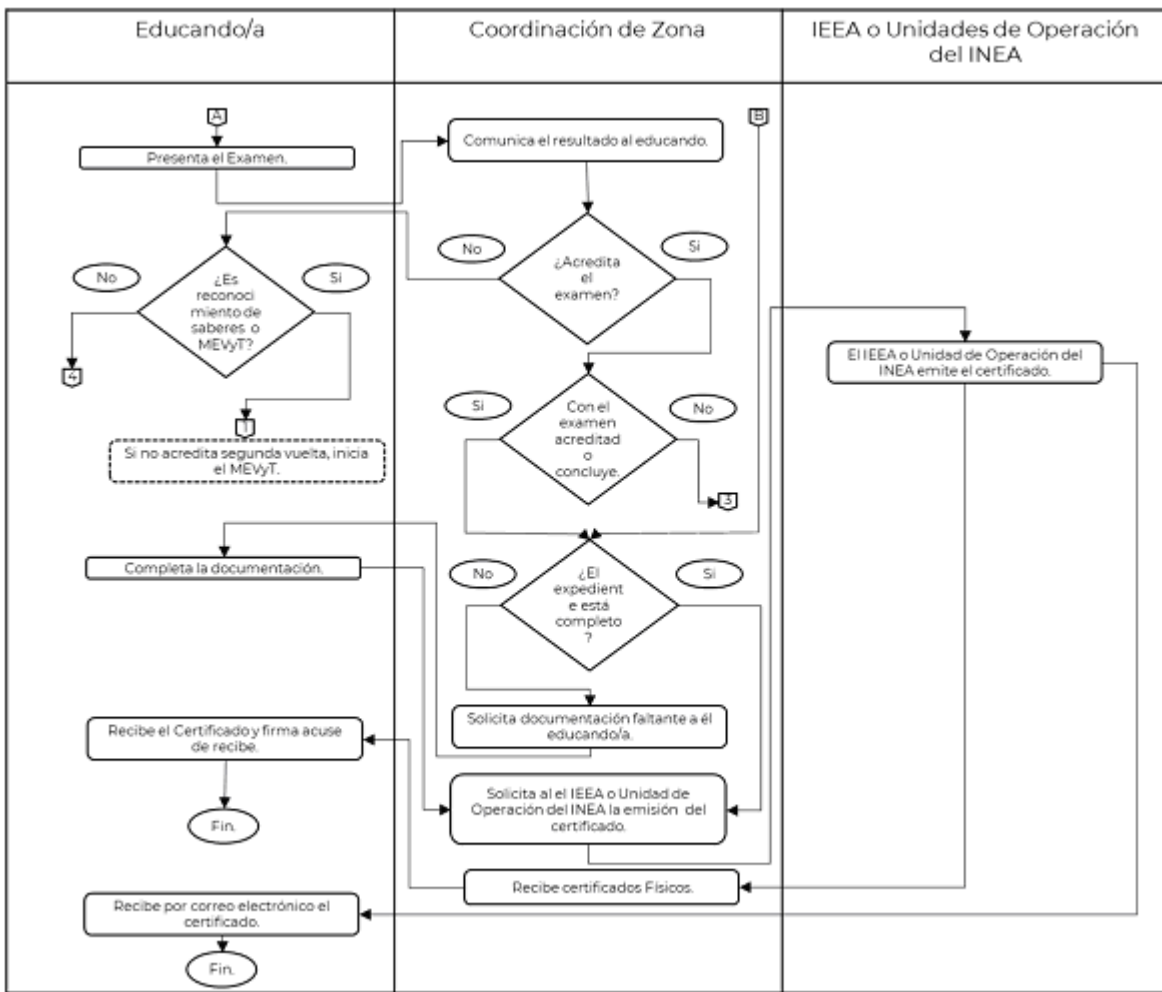 Educando/a
Coordinación de Zona
IEEA o Unidades de Operación
del INEA
A
B
Presenta el Examen.
Comunica el resultado al educando.
No
Si
¿Acredita
el
examen?
No
Si
¿Es
reconoci
miento de
saberes o
MEVyT?
4
1
Si no acredita segunda vuelta, inicia
el MEVyT.
El IEEA o Unidad de Operación del
INEA emite el certificado.
Si
No
Con el
examen
acreditad
o
concluye.
3
Completa la documentación.
No
Si
¿El
expedient
e está
completo
?
Solicita documentación faltante a él
educando/a.
Recibe el Certificado y firma acuse
de recibe.
Solicita al el IEEA o Unidad de
Operación del INEA la emisión del
certificado.
Fin.
Recibe certificados Físicos.
Recibe por correo electrónico el
certificado.
Fin.